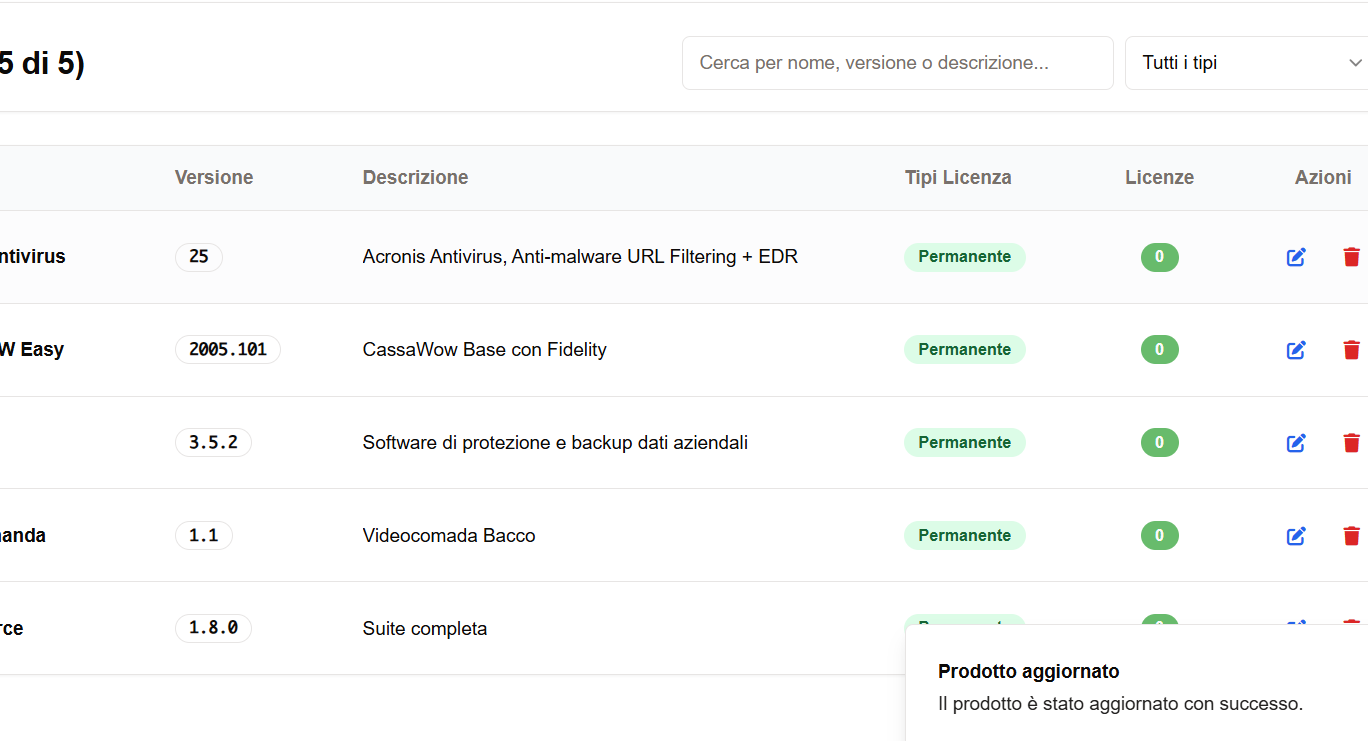 5 di 5)
Cerca per nome, versione o descrizione...
Tutti i tipi
Versione Descrizione Tipi Licenza Licenze Azioni
ntivirus 25 Acronis Antivirus, Anti-malware URL Filtering + EDR Permanente 0
W Easy 2005.101 CassaWow Base con Fidelity Permanente 0
3.5.2 Software di protezione e backup dati aziendali Permanente 0
anda 1.1 Videocomada Bacco Permanente 0
rce 1.8.0 Suite completa
Prodotto aggiornato
Il prodotto è stato aggiornato con successo.